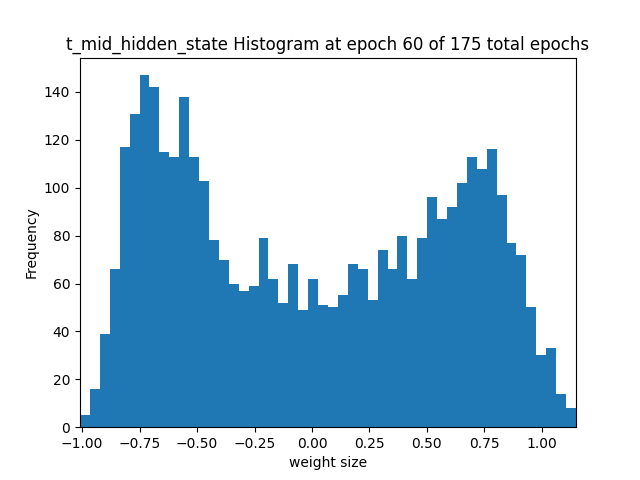 t_mid_hidden_state Histogram at epoch 60 of 175 total epochs
140
120
100
80
60
40
20
0
Frequency
−1.00 −0.75 −0.50 −0.25 0.00 0.25 0.50 0.75 1.00
weight size